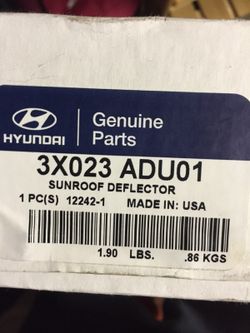 Genuine
Parts
HYUNDAI
3X023 ADU01
SUNROOF DEFLECTOR
1 PC(S) 12242-1 MADE IN: USA
1.90 LBS. .86 KGS